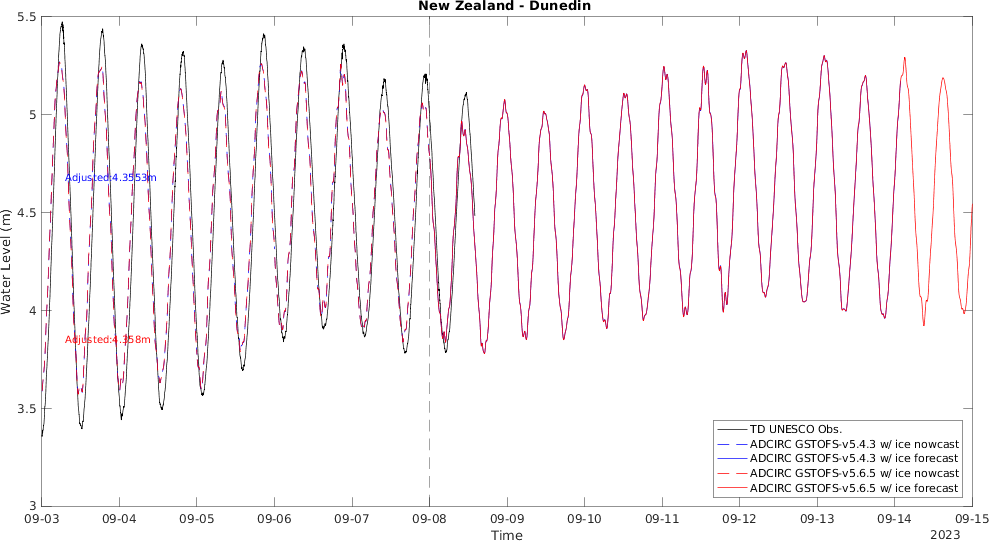 New Zealand - Dunedin
Water Level (m)
5.5
5
4.5
4
3.5
3
Adjusted:4.3553m
Adjusted:4.358m
TD UNESCO Obs.
ADCIRC GSTOFS-v5.4.3 w/ ice nowcast
ADCIRC GSTOFS-v5.4.3 w/ ice forecast
ADCIRC GSTOFS-v5.6.5 w/ ice nowcast
ADCIRC GSTOFS-v5.6.5 w/ ice forecast
09-03 09-04 09-05 09-06 09-07 09-08 09-09 09-10 09-11 09-12 09-13 09-14 09-15
Time
2023